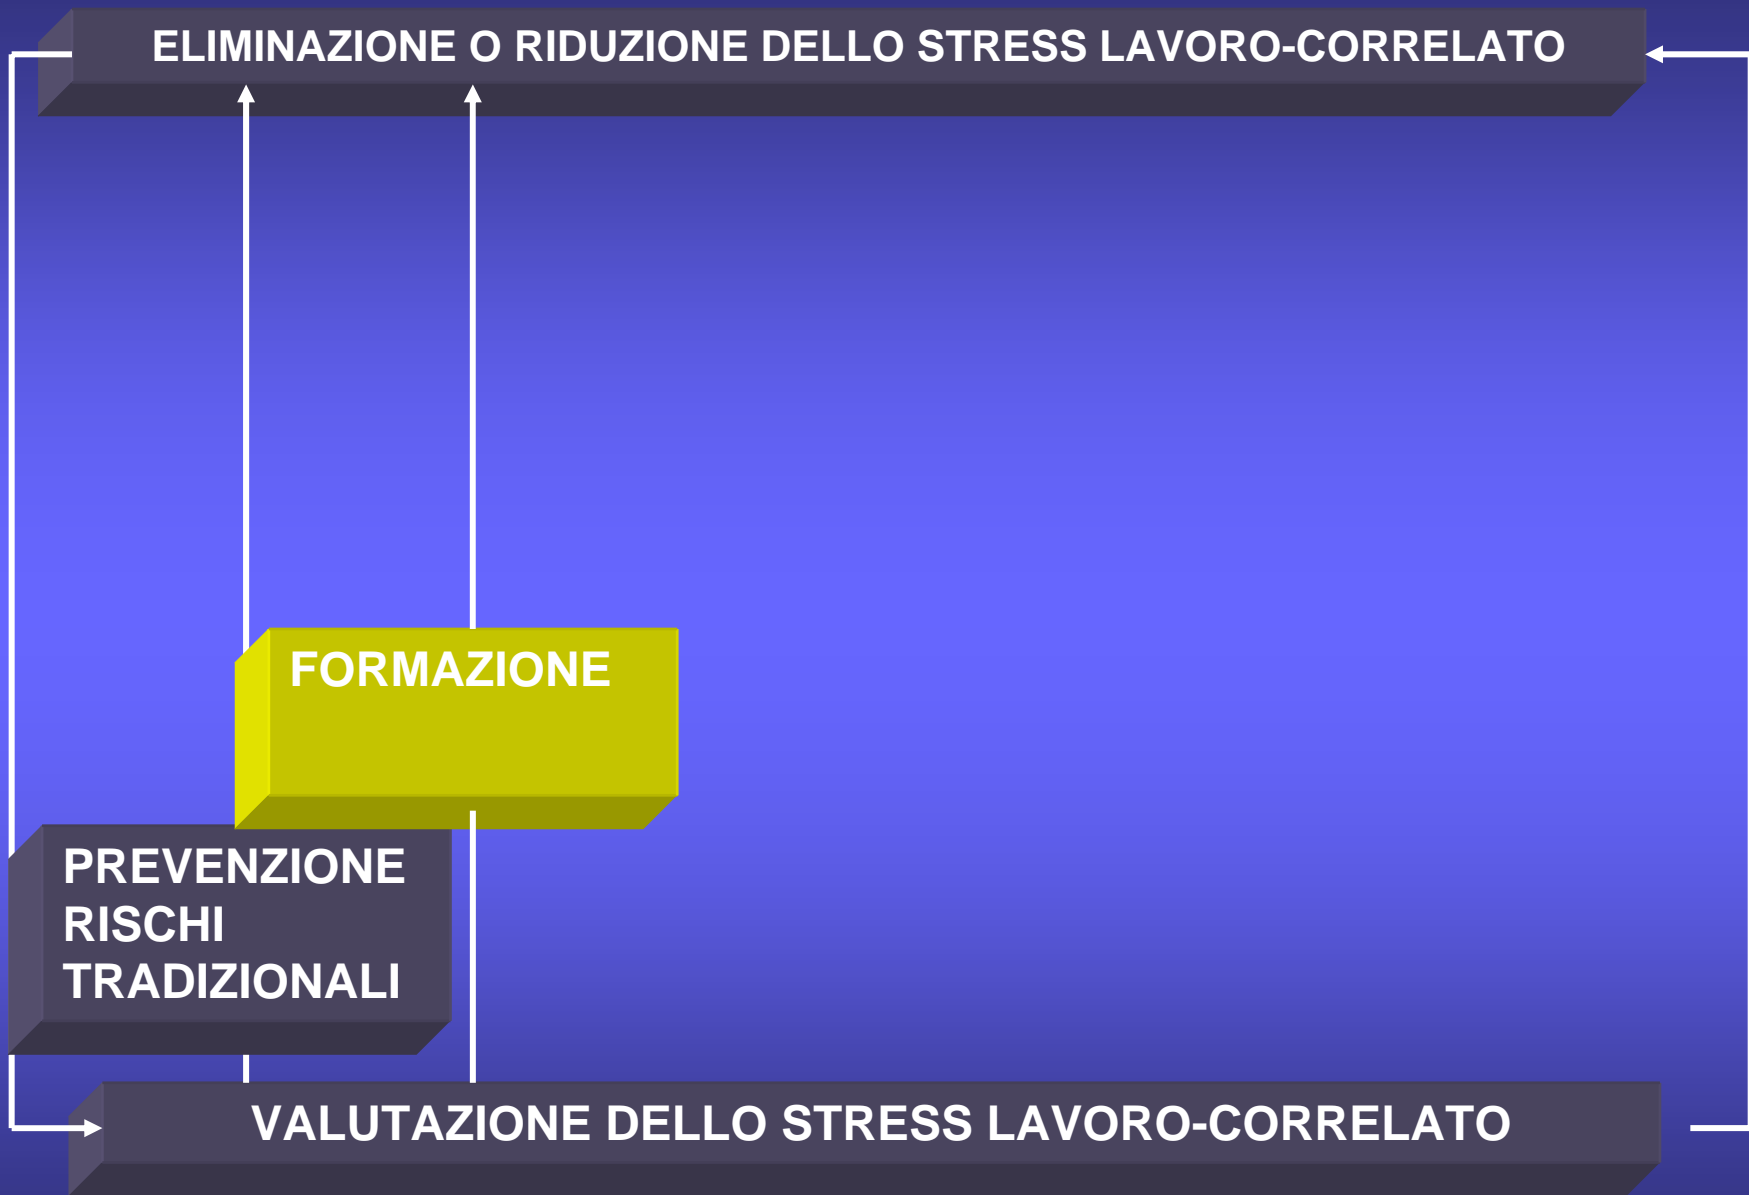 ELIMINAZIONE O RIDUZIONE DELLO STRESS LAVORO-CORRELATO
FORMAZIONE
PREVENZIONE
RISCHI
TRADIZIONALI
VALUTAZIONE DELLO STRESS LAVORO-CORRELATO